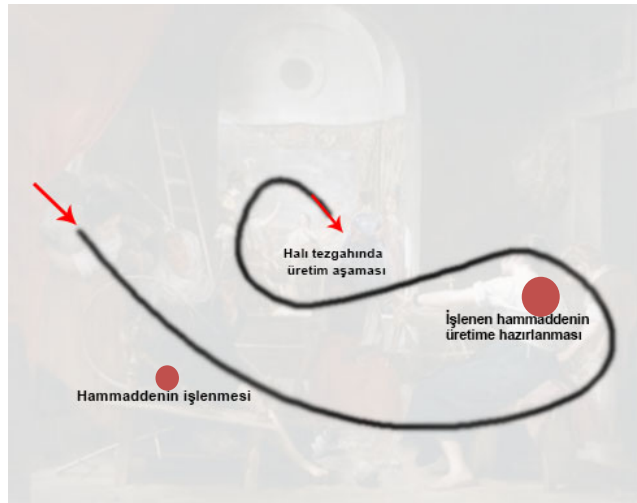 Halı tezgahında
üretim aşaması
İşlenen hammaddenin
üretime hazırlanması
Hammaddenin işlenmesi